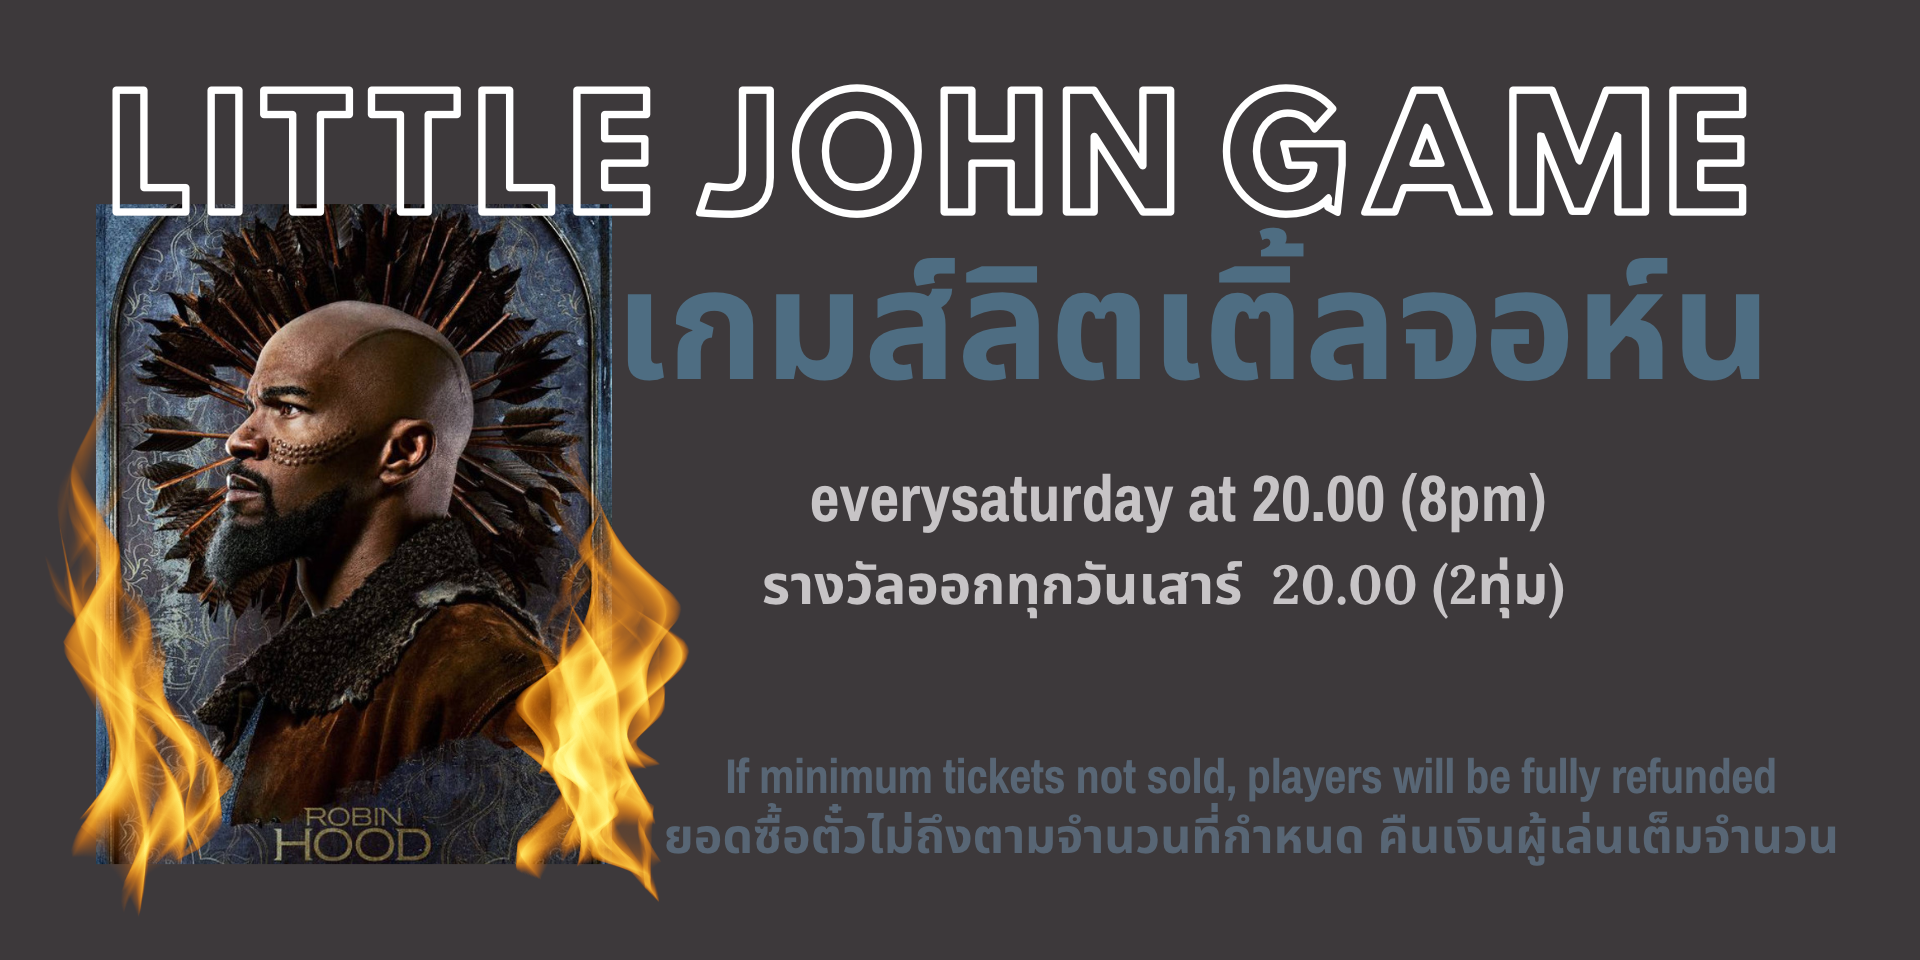 LITTLE JOHN GAME
เกมส์ลิตเติ้ลจอห์น
everysaturday at 20.00 (8pm)
รางวัลออกทุกวันเสาร์ 20.00 (2ทุ่ม)
If minimum tickets not sold, players will be fully refunded
ยอดซื้อตั๋วไม่ถึงตามจำนวนที่กำหนด คืนเงินผู้เล่นเต็มจำนวน
ROBIN
HOOD